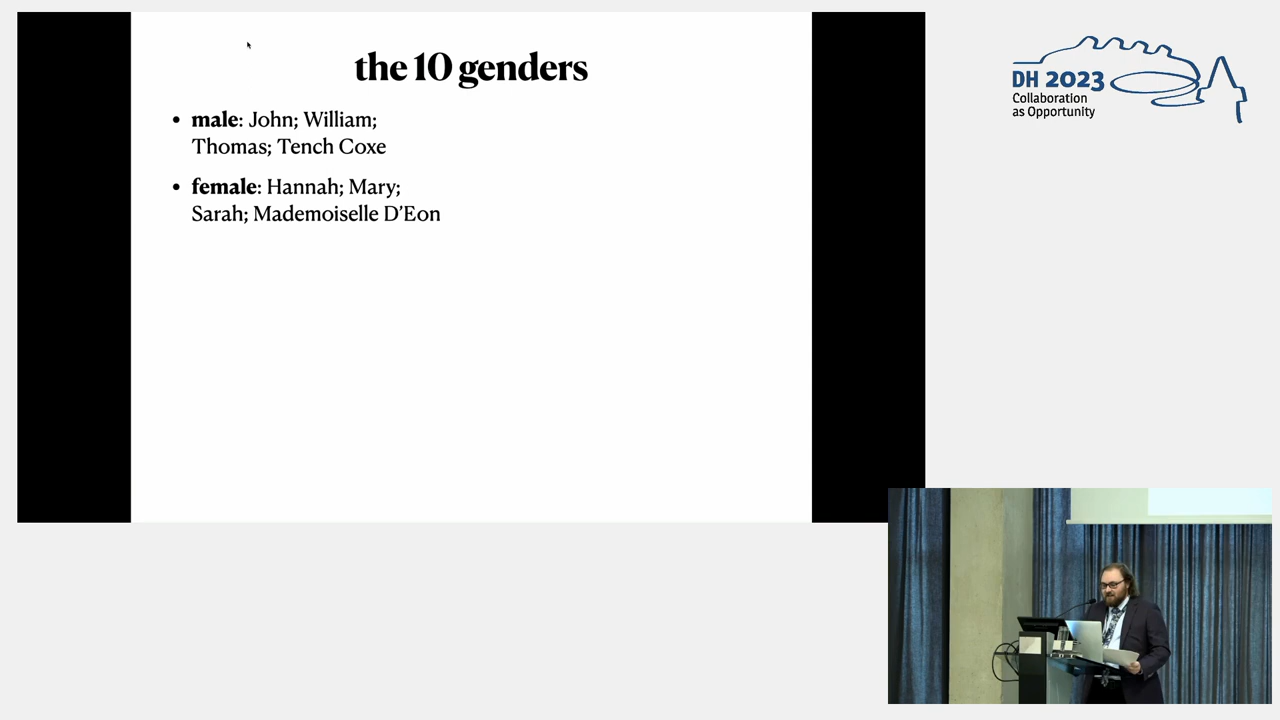 the 10 genders
• male: John; William;
Thomas; Tench Coxe
• female: Hannah; Mary;
Sarah; Mademoiselle D’Eon
DH 2023
Collaboration
as Opportunity